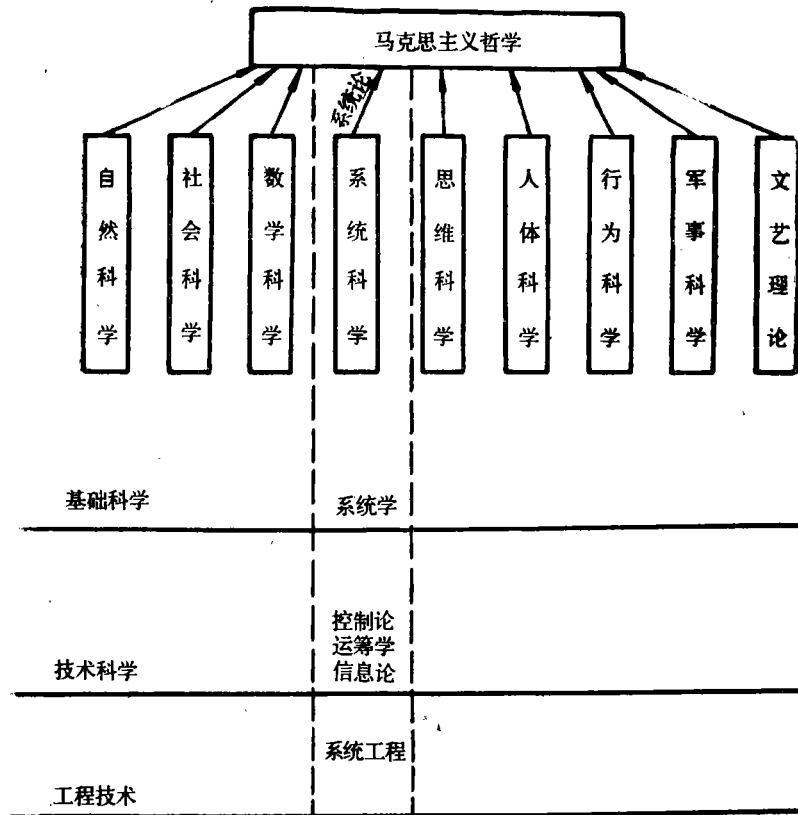 马克思主义哲学
系统论
自然科学
社会科学
数学科学
系统科学
思维科学
人体科学
行为科学
军事科学
文艺理论
基础科学
系统学
控制论
运筹学
信息论
技术科学
系统工程
工程技术